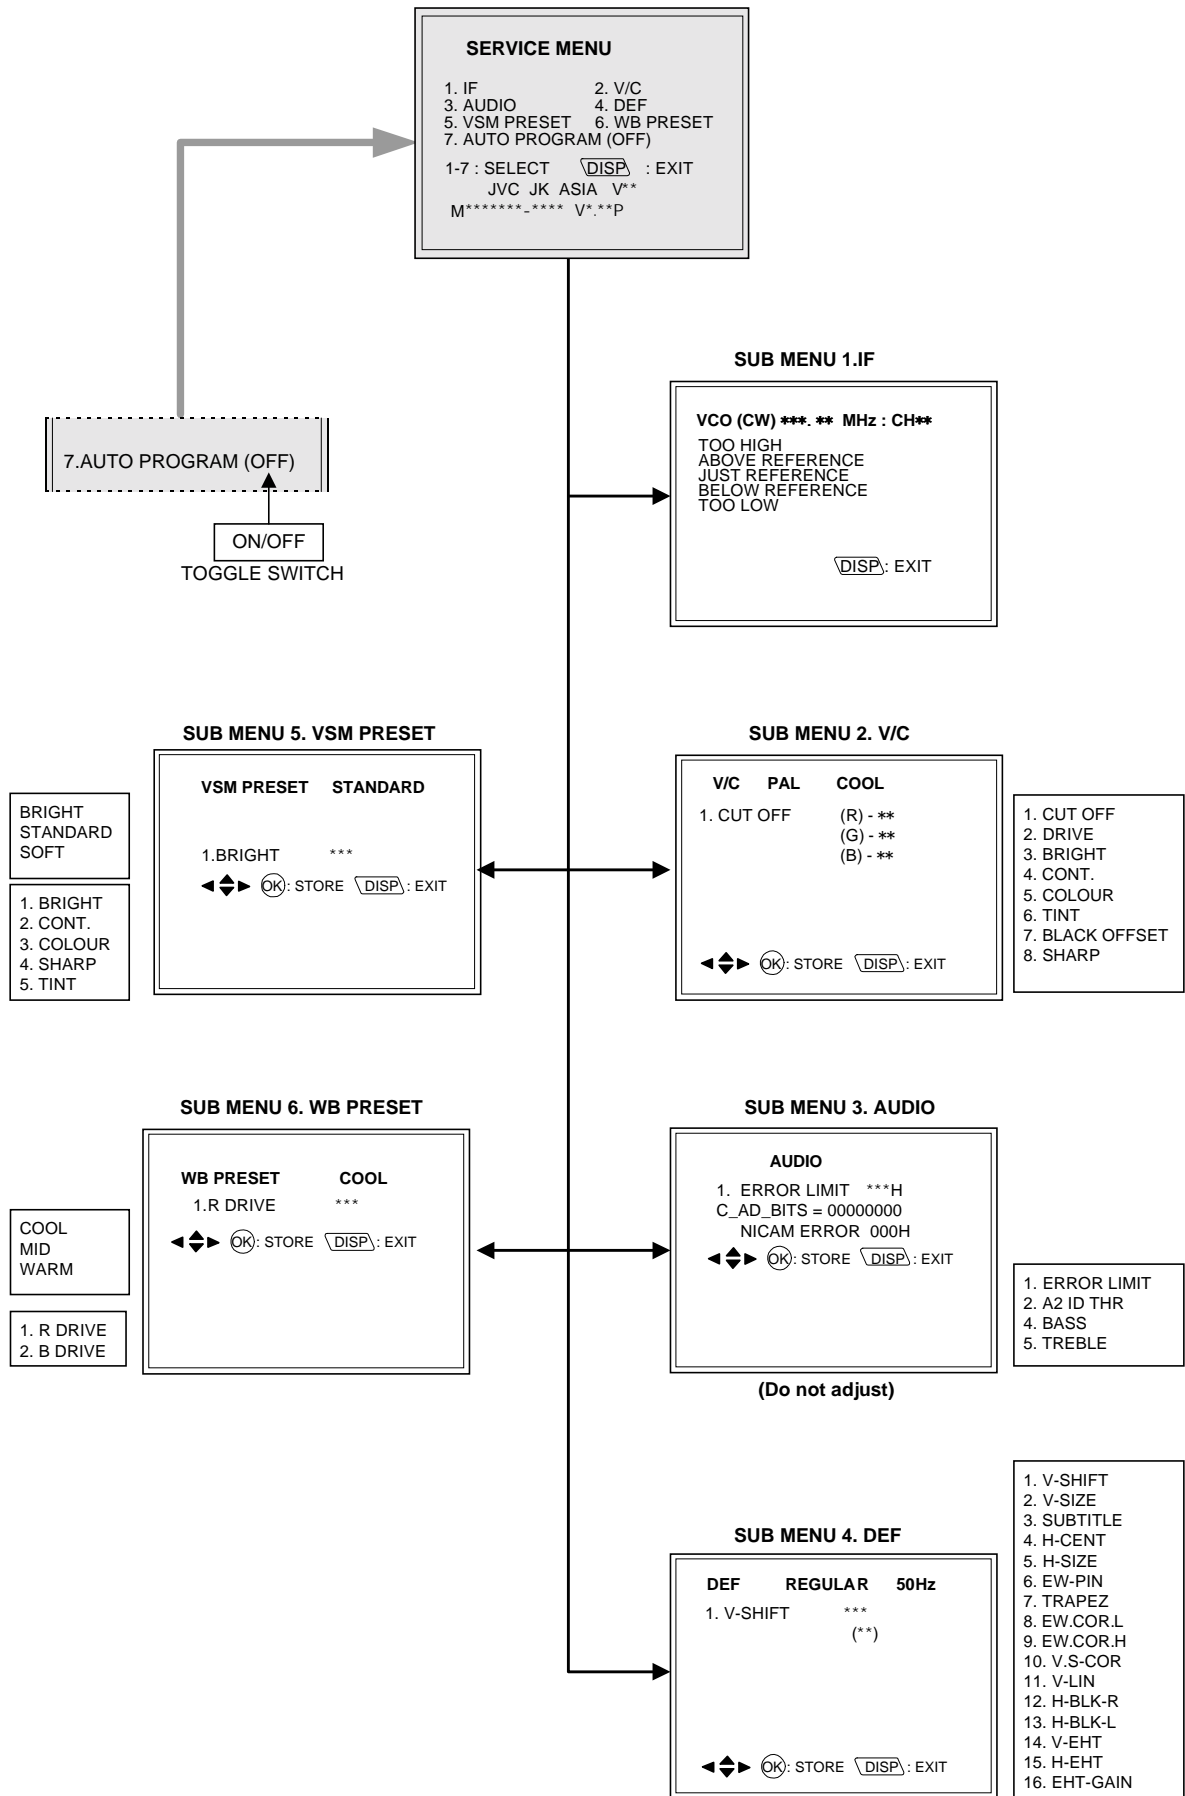 SERVICE MENU
1. IF 2. V/C
3. AUDIO 4. DEF
5. VSM PRESET 6. WB PRESET
7. AUTO PROGRAM (OFF)
1-7 : SELECT DISP : EXIT
JVC JK ASIA V**
M*******-**** V*.**P
7.AUTO PROGRAM (OFF)
ON/OFF
TOGGLE SWITCH
SUB MENU 1.IF
VCO (CW) ***. ** MHz : CH**
TOO HIGH
ABOVE REFERENCE
JUST REFERENCE
BELOW REFERENCE
TOO LOW
DISP : EXIT
SUB MENU 5. VSM PRESET
VSM PRESET STANDARD
1.BRIGHT ***
OK : STORE DISP : EXIT
BRIGHT
STANDARD
SOFT
1. BRIGHT
2. CONT.
3. COLOUR
4. SHARP
5. TINT
SUB MENU 2. V/C
V/C PAL COOL
1. CUT OFF (R) - **
(G) - **
(B) - **
OK : STORE DISP : EXIT
1. CUT OFF
2. DRIVE
3. BRIGHT
4. CONT.
5. COLOUR
6. TINT
7. BLACK OFFSET
8. SHARP
SUB MENU 6. WB PRESET
WB PRESET COOL
1.R DRIVE ***
OK : STORE DISP : EXIT
COOL
MID
WARM
1. R DRIVE
2. B DRIVE
SUB MENU 3. AUDIO
AUDIO
1. ERROR LIMIT ***H
C_AD_BITS = 00000000
NICAM ERROR 000H
OK : STORE DISP : EXIT
1. ERROR LIMIT
2. A2 ID THR
4. BASS
5. TREBLE
(Do not adjust)
SUB MENU 4. DEF
DEF REGULAR 50Hz
1. V-SHIFT ***
(**)
OK : STORE DISP : EXIT
1. V-SHIFT
2. V-SIZE
3. SUBTITLE
4. H-CENT
5. H-SIZE
6. EW-PIN
7. TRAPEZ
8. EW.COR.L
9. EW.COR.H
10. V.S-COR
11. V-LIN
12. H-BLK-R
13. H-BLK-L
14. V-EHT
15. H-EHT
16. EHT-GAIN